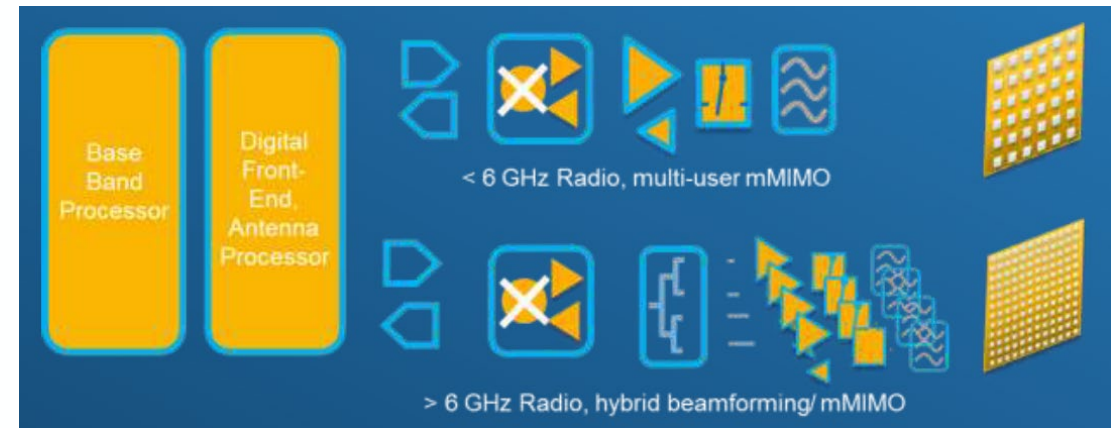 Base
Band
Processor
Digital
Front-
End,
Antenna
Processor
< 6 GHz Radio, multi-user mMIMO
> 6 GHz Radio, hybrid beamforming/ mMIMO